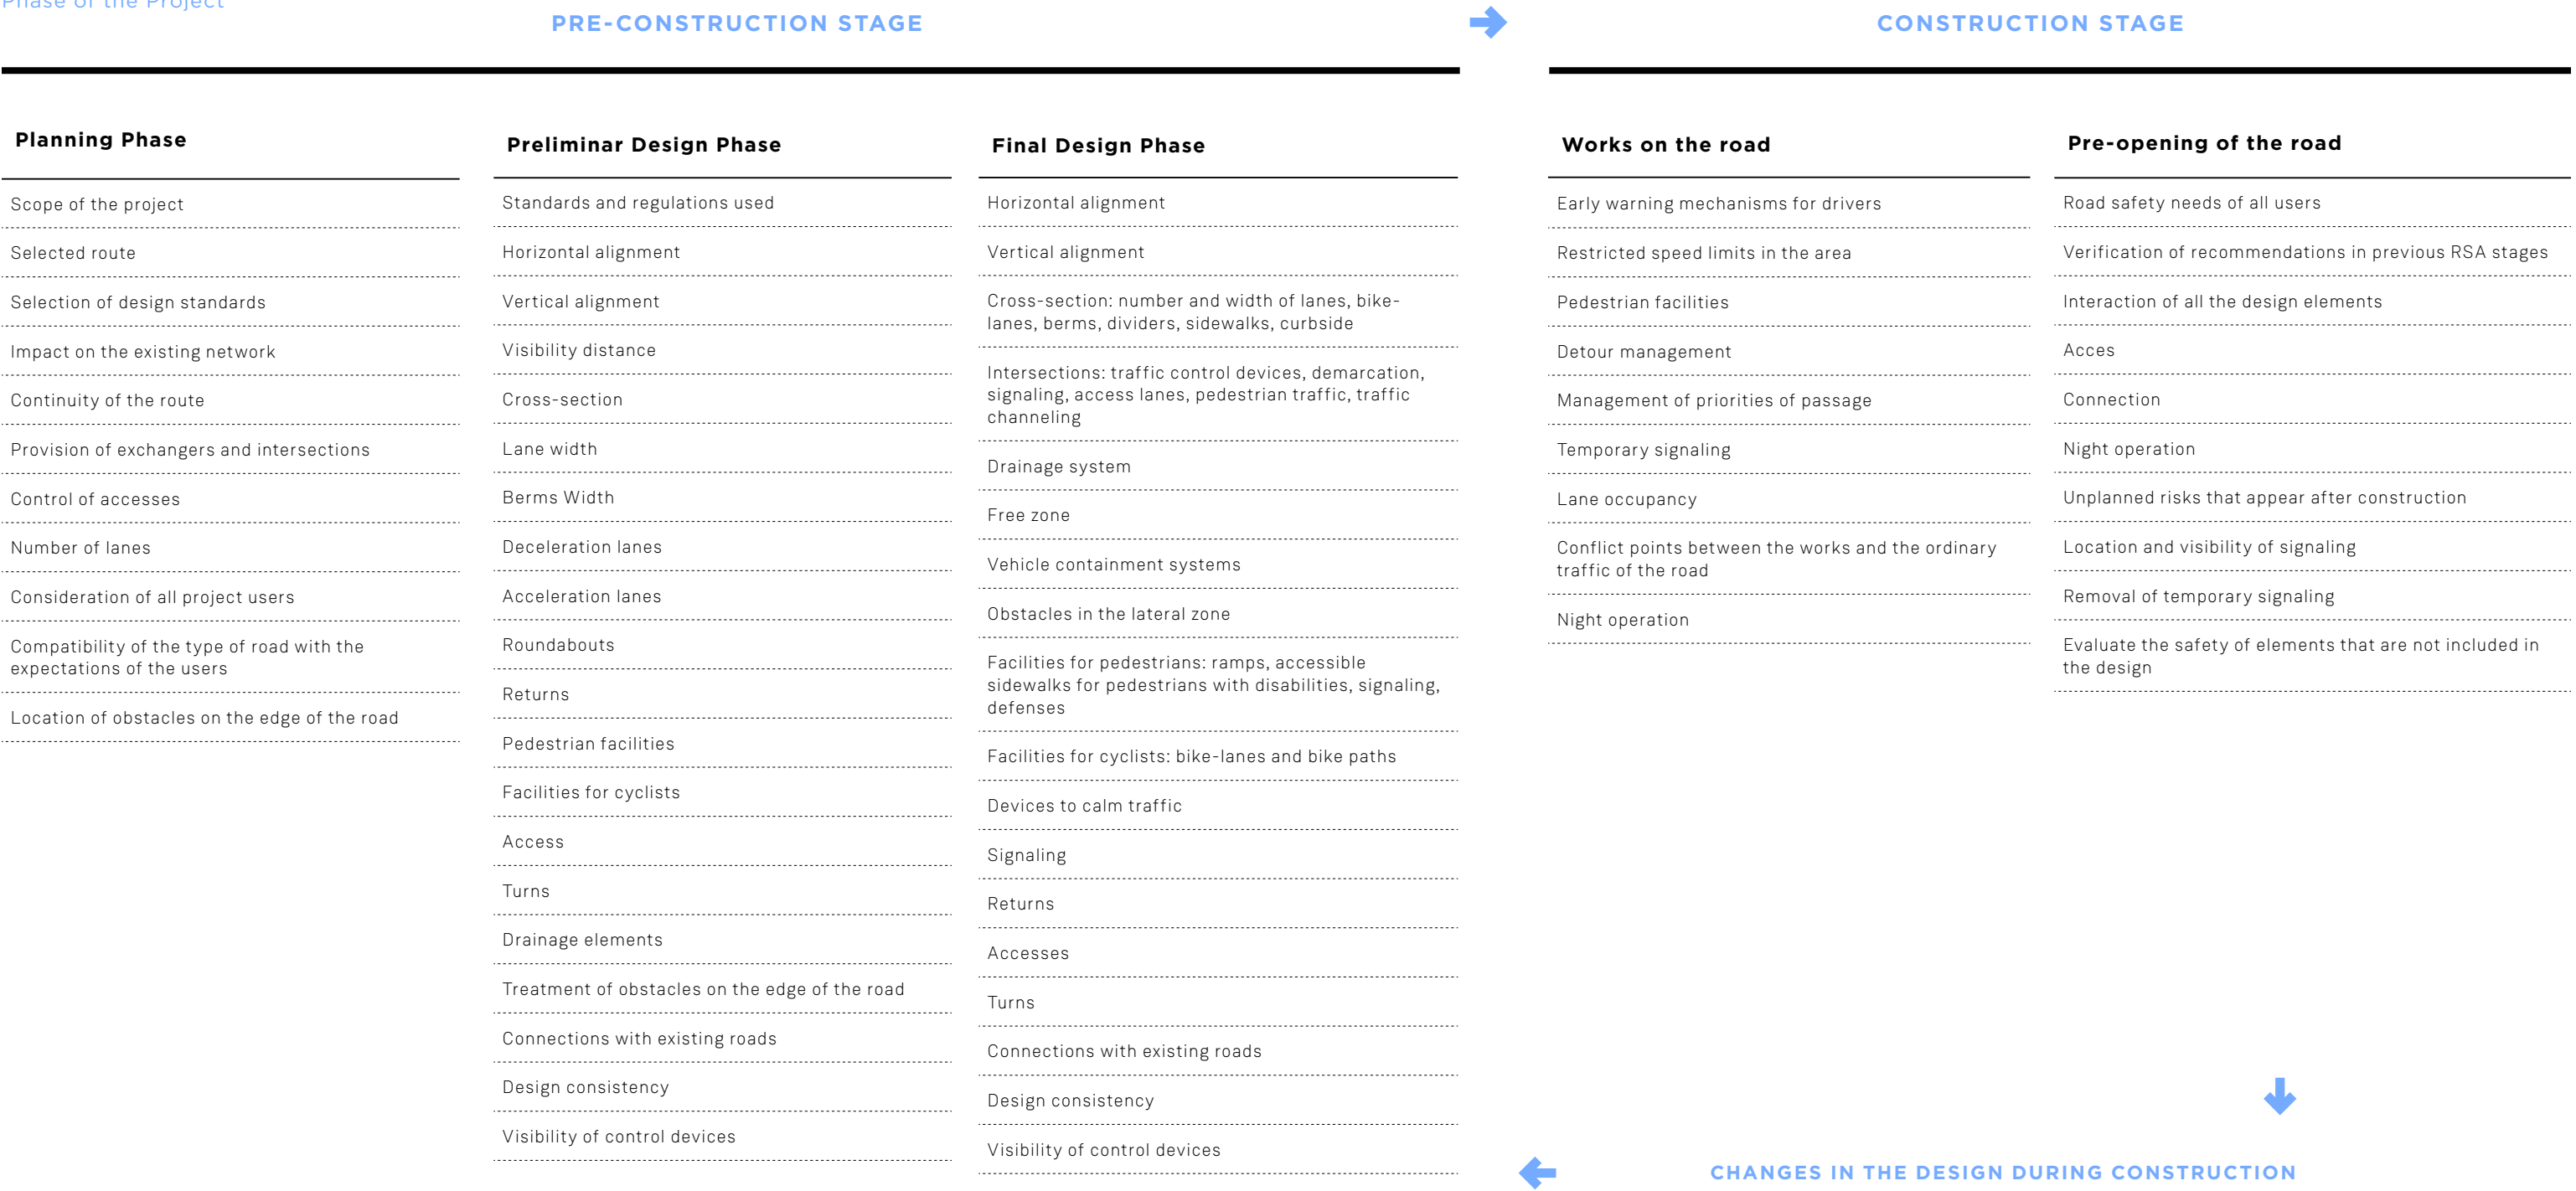 Phase of the Project
PRE-CONSTRUCTION STAGE
CONSTRUCTION STAGE
Planning Phase
Scope of the project
Selected route
Selection of design standards
Impact on the existing network
Continuity of the route
Provision of exchangers and intersections
Control of accesses
Number of lanes
Consideration of all project users
Compatibility of the type of road with the
expectations of the users
Location of obstacles on the edge of the road
Preliminar Design Phase
Standards and regulations used
Horizontal alignment
Vertical alignment
Visibility distance
Cross-section
Lane width
Berms Width
Deceleration lanes
Acceleration lanes
Roundabouts
Returns
Pedestrian facilities
Facilities for cyclists
Access
Turns
Drainage elements
Treatment of obstacles on the edge of the road
Connections with existing roads
Design consistency
Visibility of control devices
Final Design Phase
Horizontal alignment
Vertical alignment
Cross-section: number and width of lanes, bike-
lanes, berms, dividers, sidewalks, curbside
Intersections: traffic control devices, demarcation,
signaling, access lanes, pedestrian traffic, traffic
channeling
Drainage system
Free zone
Vehicle containment systems
Obstacles in the lateral zone
Facilities for pedestrians: ramps, accessible
sidewalks for pedestrians with disabilities, signaling,
defenses
Facilities for cyclists: bike-lanes and bike paths
Devices to calm traffic
Signaling
Returns
Accesses
Turns
Connections with existing roads
Design consistency
Visibility of control devices
Works on the road
Early warning mechanisms for drivers
Restricted speed limits in the area
Pedestrian facilities
Detour management
Management of priorities of passage
Temporary signaling
Lane occupancy
Conflict points between the works and the ordinary
traffic of the road
Night operation
Pre-opening of the road
Road safety needs of all users
Verification of recommendations in previous RSA stages
Interaction of all the design elements
Acces
Connection
Night operation
Unplanned risks that appear after construction
Location and visibility of signaling
Removal of temporary signaling
Evaluate the safety of elements that are not included in
the design
CHANGES IN THE DESIGN DURING CONSTRUCTION